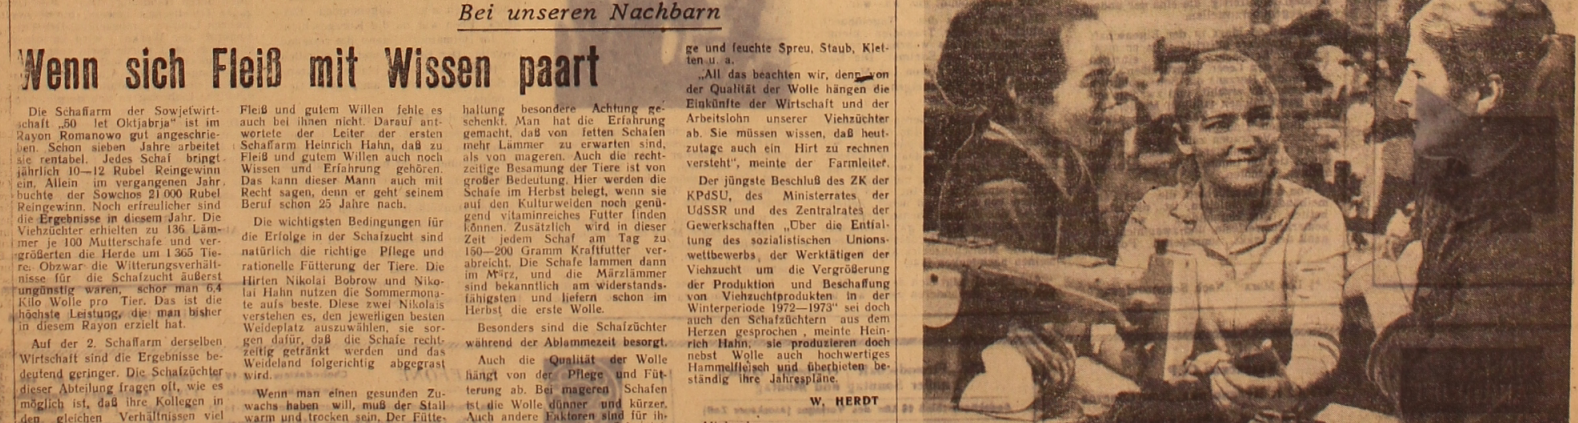 Bei unseren Nachbarn
Wenn sich Fleiß mit Wissen paart
Die Schaffarm der Sowjetwirt-
schaft „50 let Oktjabrja“ ist im
Rayon Romanowo gut angeschrie-
ben. Schon sieben Jahre arbeitet
sie rentabel. Jedes Schaf bringt
jährlich 10—12 Rubel Reingewinn
ein. Allein im vergangenen Jahr
buchte der Sowchos 21 000 Rubel
Reingewinn. Noch erfreulicher sind
die Ergebnisse in diesem Jahr. Die
Viehzüchter erhielten zu 136 Läm-
mer je 100 Mutterschafe und ver-
größerten die Herde um 1 365 Tie-
re. Obzwar die Witterungsverhält-
nisse für die Schafzucht äußerst
ungünstig waren, schor man 6,4
Kilo Wolle pro Tier. Das ist die
höchste Leistung, die man bisher
in diesem Rayon erzielt hat.
Auf der 2. Schaffarm derselben
Wirtschaft sind die Ergebnisse be-
deutend geringer. Die Schafzüchter
dieser Abteilung fragen oft, wie es
möglich ist, daß ihre Kollegen in
den gleichen Verhältnissen viel
Fleiß und gutem Willen fehle es
auch bei ihnen nicht. Darauf ant-
wortete der Leiter der ersten
Schaffarm Heinrich Hahn, daß zu
Fleiß und gutem Willen auch noch
Wissen und Erfahrung gehören.
Das kann dieser Mann auch mit
Recht sagen, denn er geht seinem
Beruf schon 25 Jahre nach.
Die wichtigsten Bedingungen für
die Erfolge in der Schafzucht sind
natürlich die richtige Pflege und
rationelle Fütterung der Tiere. Die
Hirten Nikolai Bobrow und Niko-
lai Hahn nutzen die Sommermona-
te aufs beste. Diese zwei Nikolais
verstehen es, den jeweiligen besten
Weideplatz auszuwählen, sie sor-
gen dafür, daß die Schafe recht-
zeitig getränkt werden und das
Weideland folgerichtig abgegrast
wird.
Wenn man einen gesunden Zu-
wachs haben will, muß der Stall
warm und trocken sein. Der Fütte-
haltung besondere Achtung ge-
schenkt. Man hat die Erfahrung
gemacht, daß von fetten Schafen
mehr Lämmer zu erwarten sind,
als von mageren. Auch die recht-
zeitige Besamung der Tiere ist von
großer Bedeutung. Hier werden die
Schafe im Herbst belegt, wenn sie
auf den Kulturweiden noch genü-
gend vitaminreiches Futter finden
können. Zusätzlich wird in dieser
Zeit jedem Schaf am Tag zu
150—200 Gramm Kraftfutter ver-
abreicht. Die Schafe lammen dann
im März, und die Märzlämmer
sind bekanntlich am widerstands-
fähigsten und liefern schon im
Herbst die erste Wolle.
Besonders sind die Schafzüchter
während der Ablammezeit besorgt.
Auch die Qualität der Wolle
hängt von der Pflege und Füt-
terung ab. Bei mageren Schafen
ist die Wolle dünner und kürzer.
Auch andere Faktoren sind für ih-
ge und feuchte Spreu, Staub, Klet-
ten u. a.
„All das beachten wir, denn von
der Qualität der Wolle hängen die
Einkünfte der Wirtschaft und der
Arbeitslohn unserer Viehzüchter
ab. Sie müssen wissen, daß heut-
zutage auch ein Hirt zu rechnen
versteht“, meinte der Farmleiter.
Der jüngste Beschluß des ZK der
KPdSU, des Ministerrates der
UdSSR und des Zentralrates der
Gewerkschaften „Über die Entfal-
tung des sozialistischen Unions-
wettbewerbs der Werktätigen der
Viehzucht um die Vergrößerung
der Produktion und Beschaffung
von Viehzuchtprodukten in der
Winterperiode 1972—1973“ sei doch
auch den Schafzüchtern aus dem
Herzen gesprochen, meinte Hein-
rich Hahn, sie produzieren doch
nebst Wolle auch hochwertiges
Hammelfleisch und überbieten be-
ständig ihre Jahrespläne.
W. HERDT